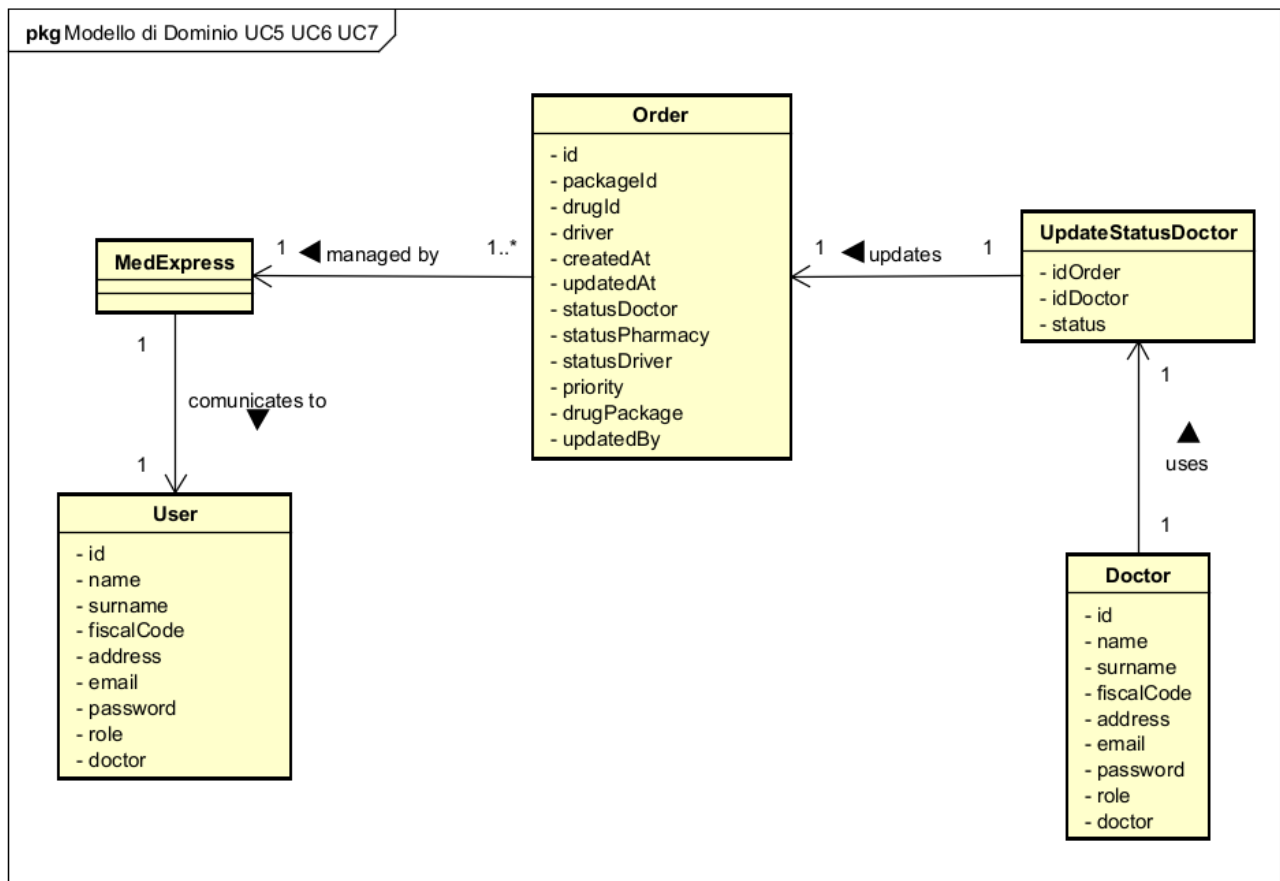 pkg Modello di Dominio UC5 UC6 UC7
Order
- id
- packageId
- drugId
- driver
- createdAt
- updatedAt
- statusDoctor
- statusPharmacy
- statusDriver
- priority
- drugPackage
- updatedBy
MedExpress
1
managed by
1..*
1
updates
1
UpdateStatusDoctor
- idOrder
- idDoctor
- status
1
comunicates to
1
User
- id
- name
- surname
- fiscalCode
- address
- email
- password
- role
- doctor
1
uses
1
Doctor
- id
- name
- surname
- fiscalCode
- address
- email
- password
- role
- doctor